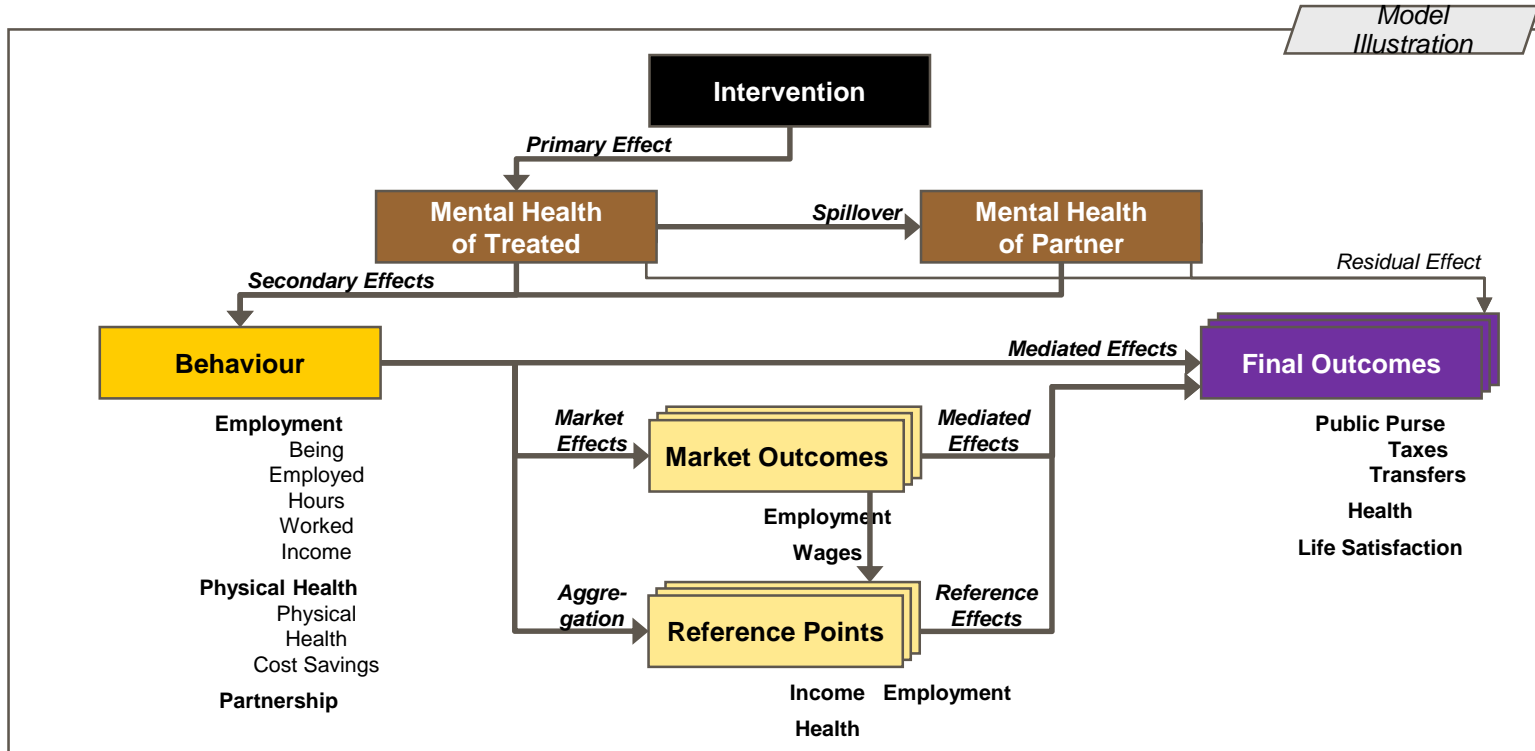 Model
Illustration
Intervention
Primary Effect
Mental Health
of Treated
Spillover
Mental Health
of Partner
Secondary Effects
Residual Effect
Behaviour
Mediated Effects
Final Outcomes
Employment
Being
Employed
Hours
Worked
Income
Physical Health
Physical
Health
Cost Savings
Partnership
Market
Effects
Market Outcomes
Mediated
Effects
Employment
Wages
Aggre-
gation
Reference Points
Reference
Effects
Income Employment
Health
Public Purse
Taxes
Transfers
Health
Life Satisfaction